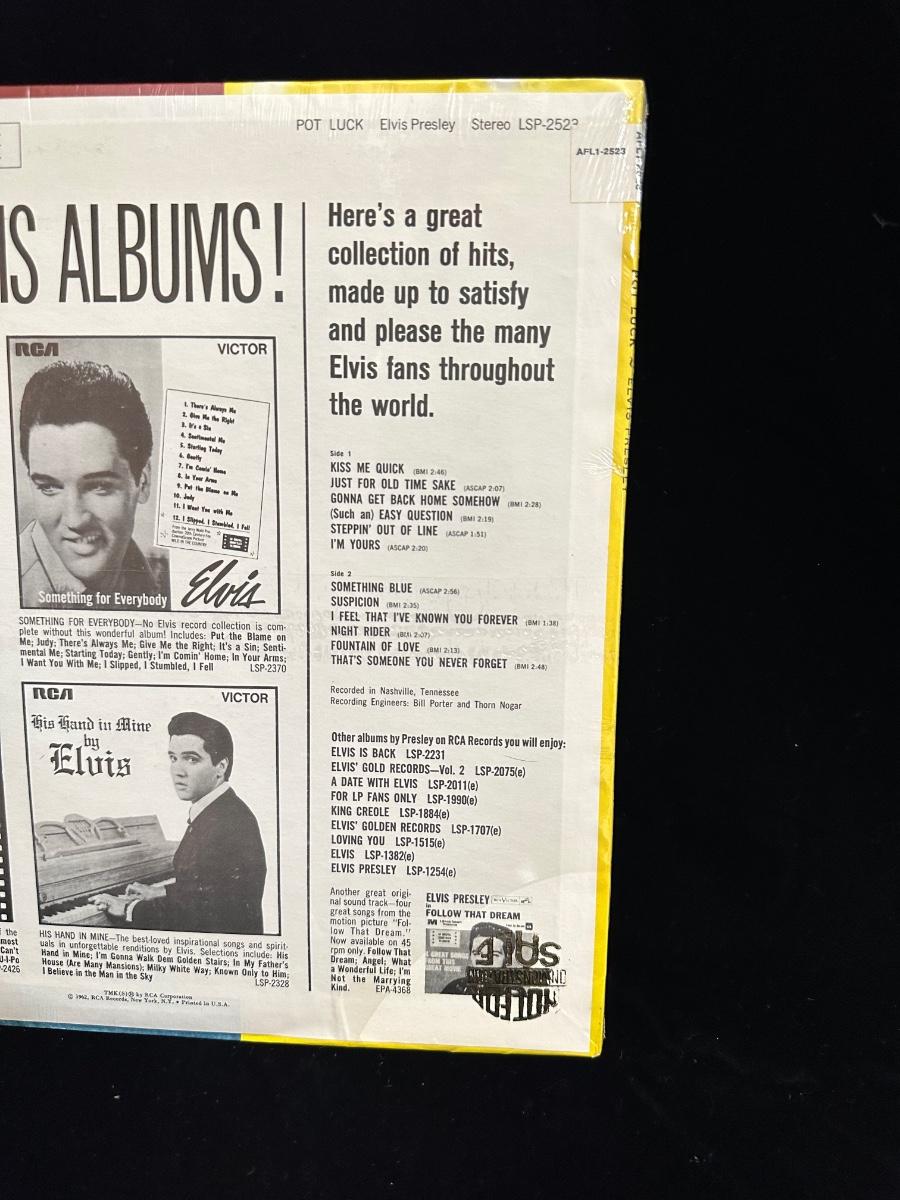 POT LUCK Elvis Presley Stereo LSP-2523
AFL1-2523
IS ALBUMS!
Here's a great
collection of hits,
made up to satisfy
and please the many
Elvis fans throughout
the world.
Side 1
KISS ME QUICK (BMI 2:46)
JUST FOR OLD TIME SAKE (ASCAP 2:07)
GONNA GET BACK HOME SOMEHOW (BMI 2:28)
(Such an) EASY QUESTION (BMI 2:19)
STEPPIN' OUT OF LINE (ASCAP 1:51)
I'M YOURS (ASCAP 2:20)
Side 2
SOMETHING BLUE (ASCAP 2:56)
SUSPICION (BMI 2:35)
I FEEL THAT I'VE KNOWN YOU FOREVER (BMI 1:38)
NIGHT RIDER (BMI 2:07)
FOUNTAIN OF LOVE (BMI 2:13)
THAT'S SOMEONE YOU NEVER FORGET (BMI 2:48)
Recorded in Nashville, Tennessee
Recording Engineers: Bill Porter and Thorn Nogar
Other albums by Presley on RCA Records you will enjoy:
ELVIS IS BACK LSP-2231
ELVIS' GOLD RECORDS—Vol. 2 LSP-2075(e)
A DATE WITH ELVIS LSP-2011(e)
FOR LP FANS ONLY LSP-1990(e)
KING CREOLE LSP-1884(e)
ELVIS' GOLDEN RECORDS LSP-1707(e)
LOVING YOU LSP-1515(e)
ELVIS LSP-1382(e)
ELVIS PRESLEY LSP-1254(e)
Another great origi-
nal sound track—four
great songs from the
motion picture "Fol-
low That Dream."
Now available on 45
rpm only. Follow That
Dream; Angel; What
a Wonderful Life; I'm
Not the Marrying
Kind. EPA-4368
ELVIS PRESLEY
in
FOLLOW THAT DREAM
RCA VICTOR
1. There's Always Me
2. Give Me the Right
3. It's a Sin
4. Sentimental Me
5. Starting Today
6. Gently
7. I'm Comin' Home
8. In Your Arms
9. Put the Blame on Me
10. Judy
11. I Want You with Me
12. I Slipped, I Stumbled, I Fell
Something for Everybody Elvis
SOMETHING FOR EVERYBODY—No Elvis record collection is com-
plete without this wonderful album! Includes: Put the Blame on
Me; Judy; There's Always Me; Give Me the Right; It's a Sin; Senti-
mental Me; Starting Today; Gently; I'm Comin' Home; In Your Arms;
I Want You With Me; I Slipped, I Stumbled, I Fell LSP-2370
RCA VICTOR
His Hand in Mine
by
Elvis
HIS HAND IN MINE—The best-loved inspirational songs and spirit-
uals in unforgettable renditions by Elvis. Selections include: His
Hand in Mine; I'm Gonna Walk Dem Golden Stairs; In My Father's
House (Are Many Mansions); Milky White Way; Known Only to Him;
I Believe in the Man in the Sky LSP-2328
the
most
Can't
U-I-Po
-2426
TMK(S)® by RCA Corporation
© 1962, RCA Records, New York, N.Y. • Printed in U.S.A.
POT LUCK ELVIS PRESLEY